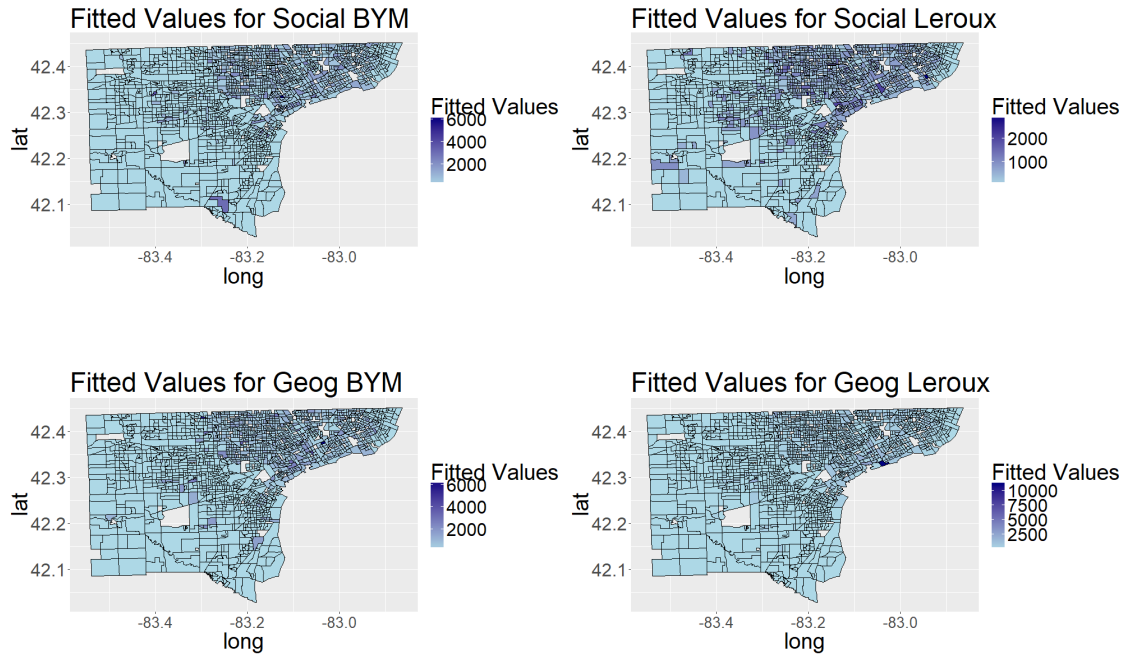 Fitted Values for Social BYM
42.4
42.3
42.2
42.1
lat
-83.4
-83.2
-83.0
long
Fitted Values
6000
4000
2000
Fitted Values for Social Leroux
42.4
42.3
42.2
42.1
lat
-83.4
-83.2
-83.0
long
Fitted Values
2000
1000
Fitted Values for Geog BYM
42.4
42.3
42.2
42.1
lat
-83.4
-83.2
-83.0
long
Fitted Values
6000
4000
2000
Fitted Values for Geog Leroux
42.4
42.3
42.2
42.1
lat
-83.4
-83.2
-83.0
long
Fitted Values
10000
7500
5000
2500